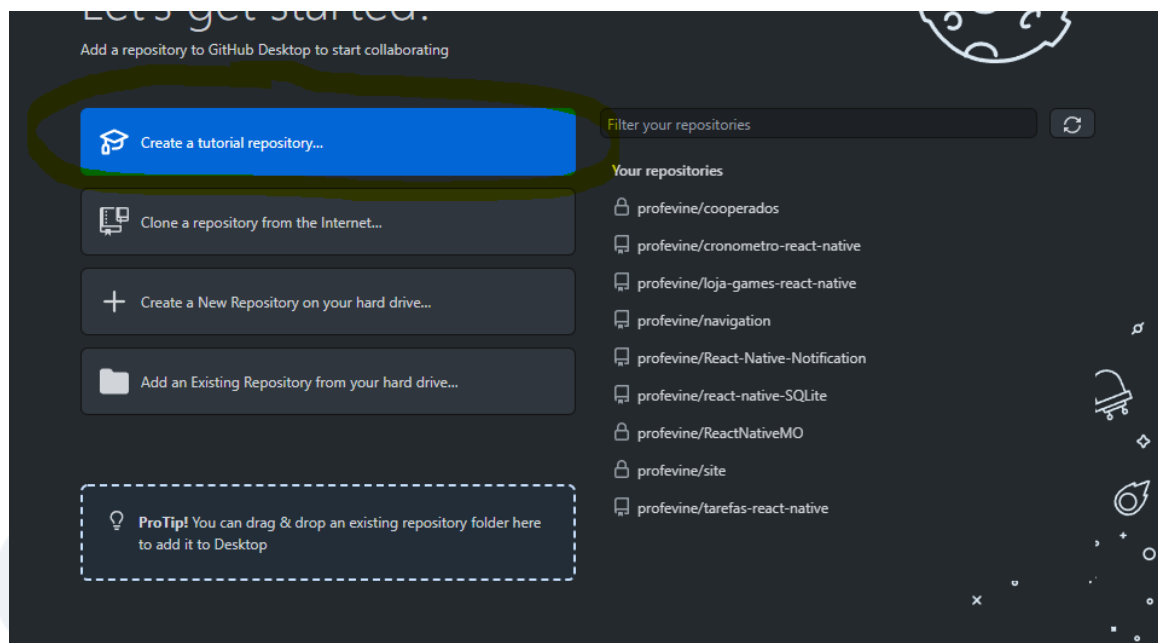 Let's get started!
Add a repository to GitHub Desktop to start collaborating
Create a tutorial repository...
Clone a repository from the Internet...
Create a New Repository on your hard drive...
Add an Existing Repository from your hard drive...
ProTip! You can drag & drop an existing repository folder here
to add it to Desktop
Filter your repositories
Your repositories
profevine/cooperados
profevine/cronometro-react-native
profevine/loja-games-react-native
profevine/navigation
profevine/React-Native-Notification
profevine/react-native-SQLite
profevine/ReactNativeMO
profevine/site
profevine/tarefas-react-native